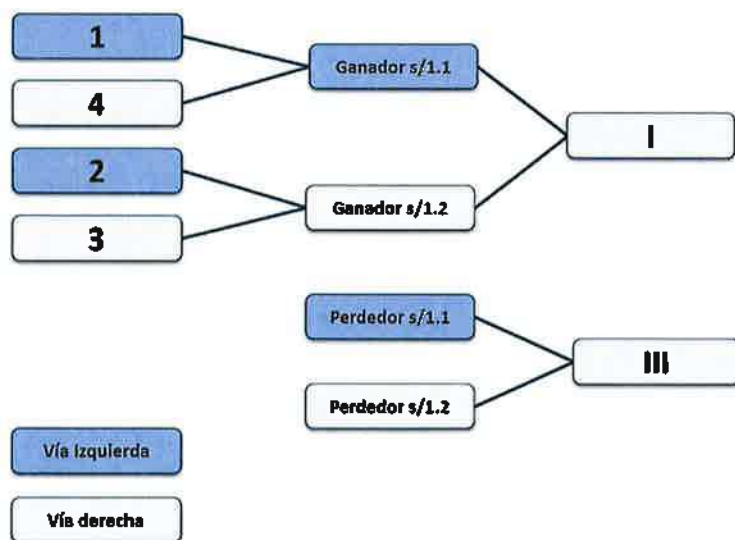 1
4
2
3
Ganador s/1.1
Ganador s/1.2
I
Perdedor s/1.1
Perdedor s/1.2
III
Vía Izquierda
Vía derecha